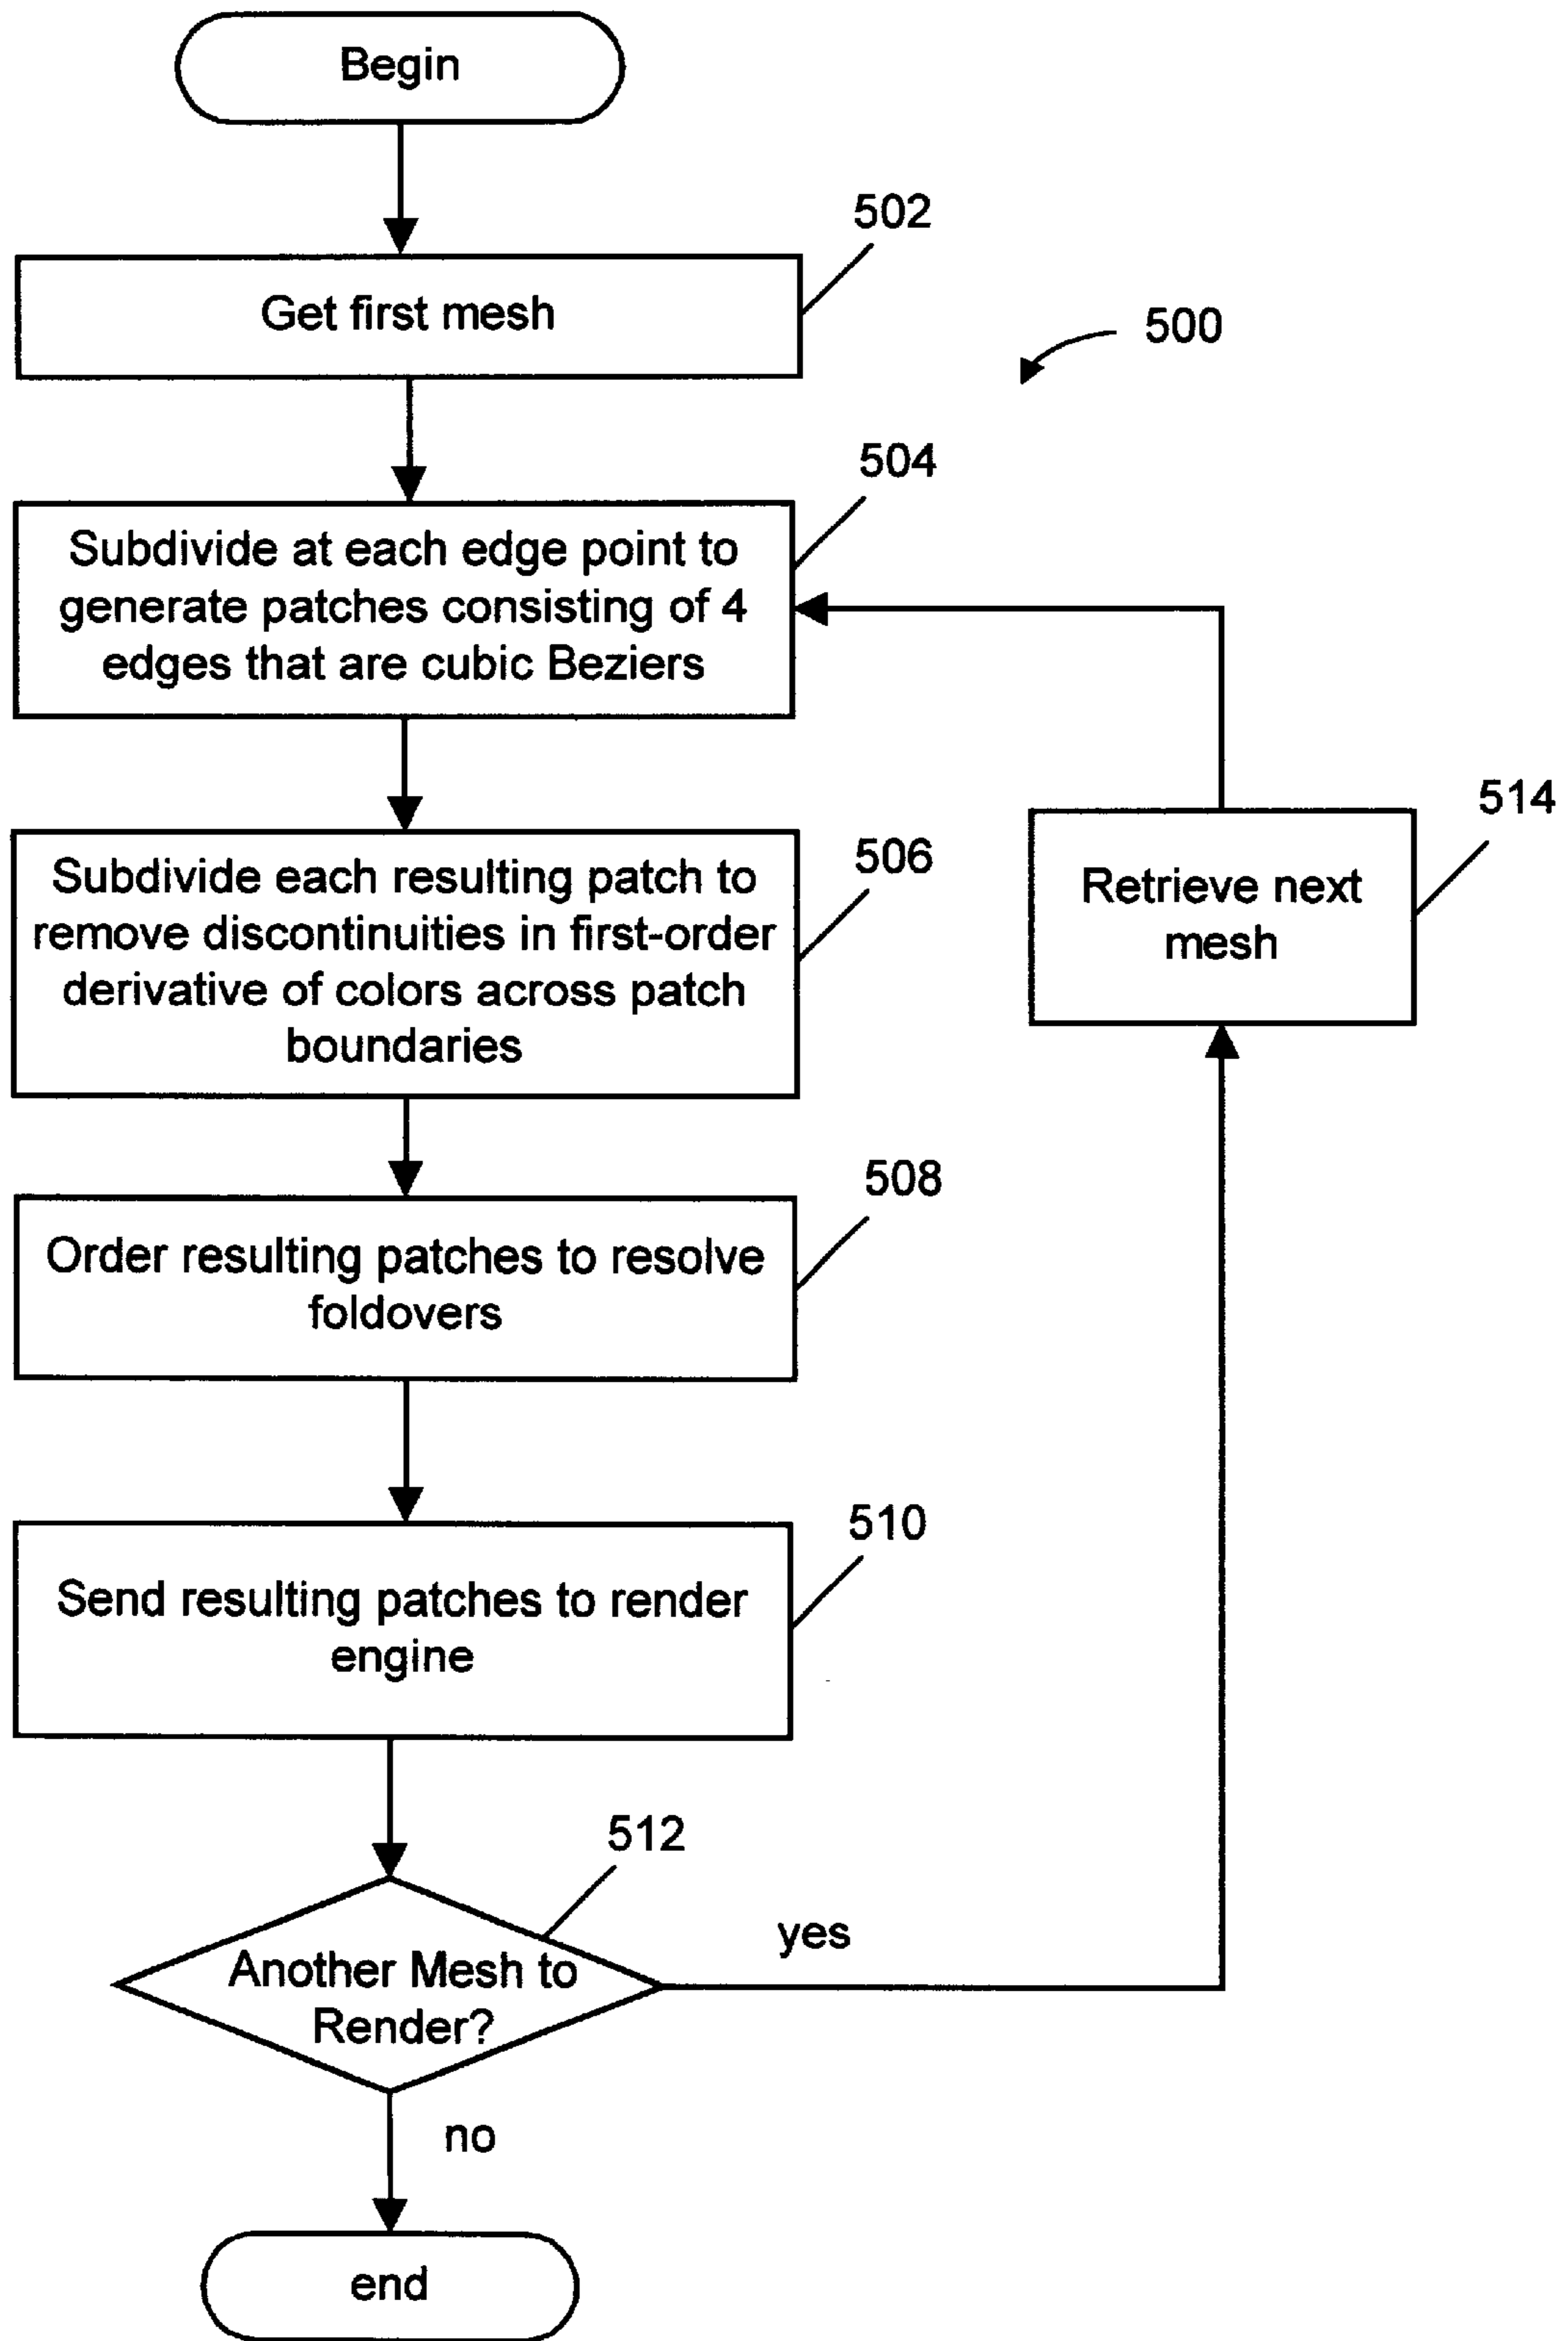 Begin
502
Get first mesh
500
504
Subdivide at each edge point to
generate patches consisting of 4
edges that are cubic Beziers
506
Subdivide each resulting patch to
remove discontinuities in first-order
derivative of colors across patch
boundaries
514
Retrieve next
mesh
508
Order resulting patches to resolve
foldovers
510
Send resulting patches to render
engine
512
Another Mesh to
Render?
yes
no
end